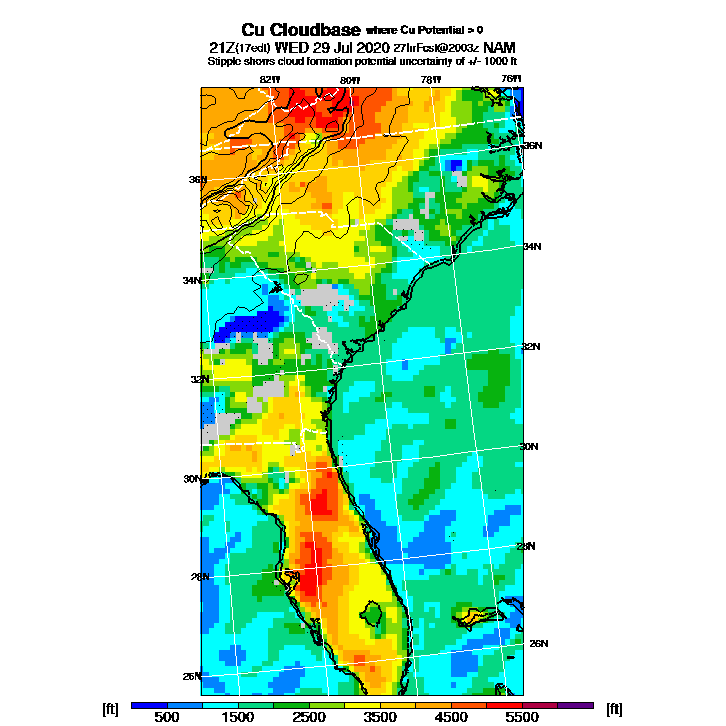 Cu Cloudbase where Cu Potential > 0
21Z(17edt) WED 29 Jul 2020 27hrFcst@2003z NAM
Stipple shows cloud formation potential uncertainty of +/- 1000 ft
82W 80W 78W 76W
36N
36N
34N
34N
32N
32N
30N
30N
28N
28N
26N
26N
[ft] 500 1500 2500 3500 4500 5500 [ft]